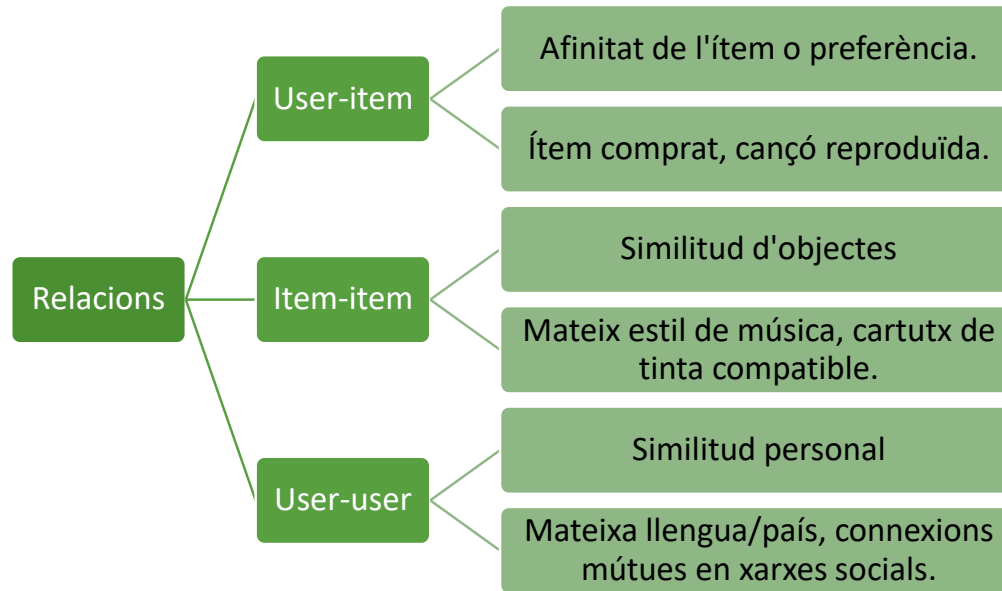 Relacions
User-item
Afinitat de l'ítem o preferència.
Ítem comprat, cançó reproduïda.
Item-item
Similitud d'objectes
Mateix estil de música, cartutx de
tinta compatible.
User-user
Similitud personal
Mateixa llengua/país, connexions
mútues en xarxes socials.